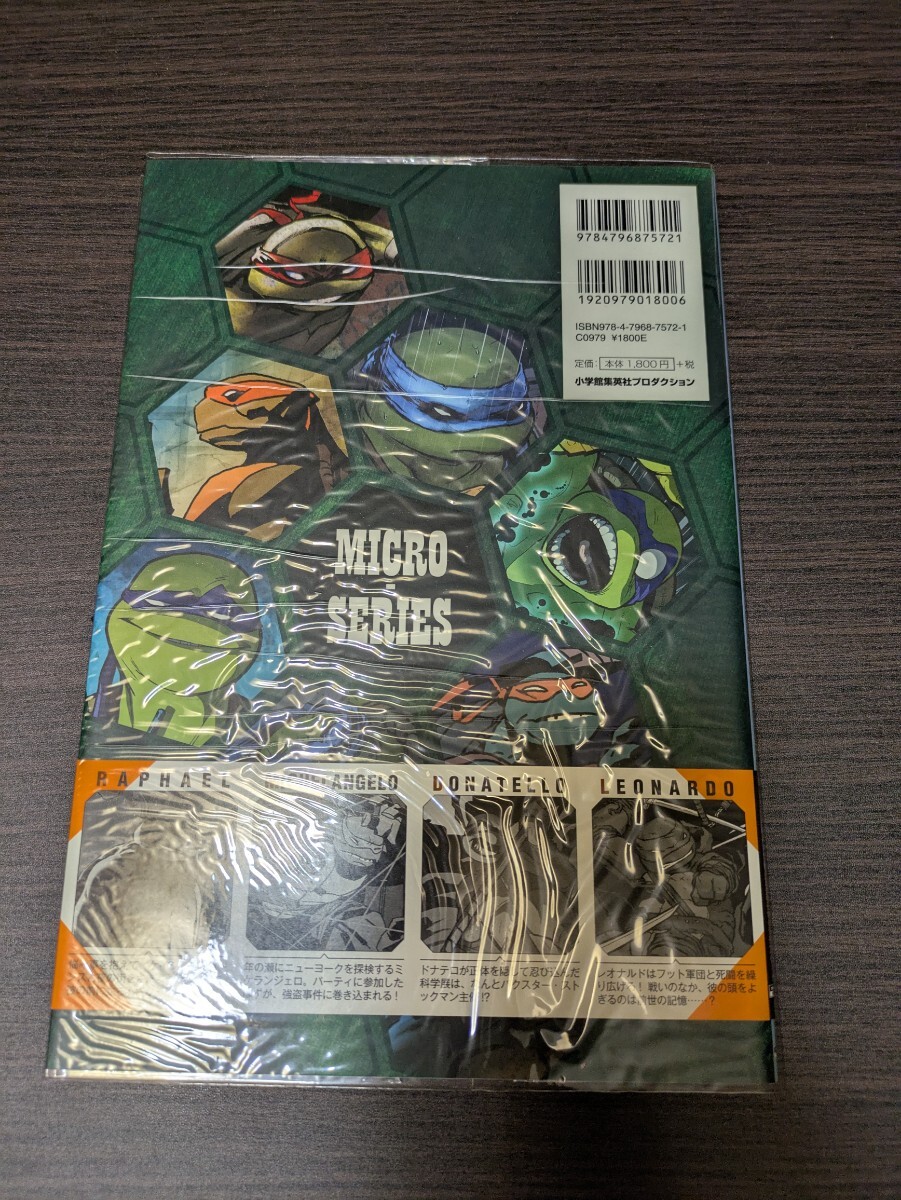 9784796875721
1920979018006
ISBN978-4-7968-7572-1
C0979 ¥1800E
定価: 本体 1,800円 +税
小学館集英社プロダクション
MICRO-
SERIES
RAPHAEL
DONATELLO
LEONARDO
年の瀬にニューヨークを探検するミ
ケランジェロ。パーティに参加した
が、強盗事件に巻き込まれる!
ドナテロが正体を隠して忍び込んだ
科学展は、なんとバクスター・スト
ックマン主催!?
レオナルドはフット軍団と死闘を繰
り広げる! 戦いのなか、彼の頭をよ
ぎるのは前世の記憶……?